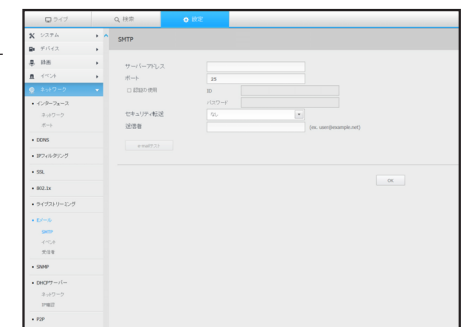 ライブ
検索
設定
システム
デバイス
録画
イベント
ネットワーク
インターフェース
ネットワーク
ポート
DDNS
IPフィルタリング
SSL
802.1x
ライブストリーミング
Eメール
SMTP
イベント
受信者
SNMP
DHCPサーバー
ネットワーク
IP確認
P2P
SMTP
サーバーアドレス
ポート 25
認証の使用 ID
パスワード
セキュリティ転送 なし
送信者 (ex. user@example.net)
e-mailテスト
OK